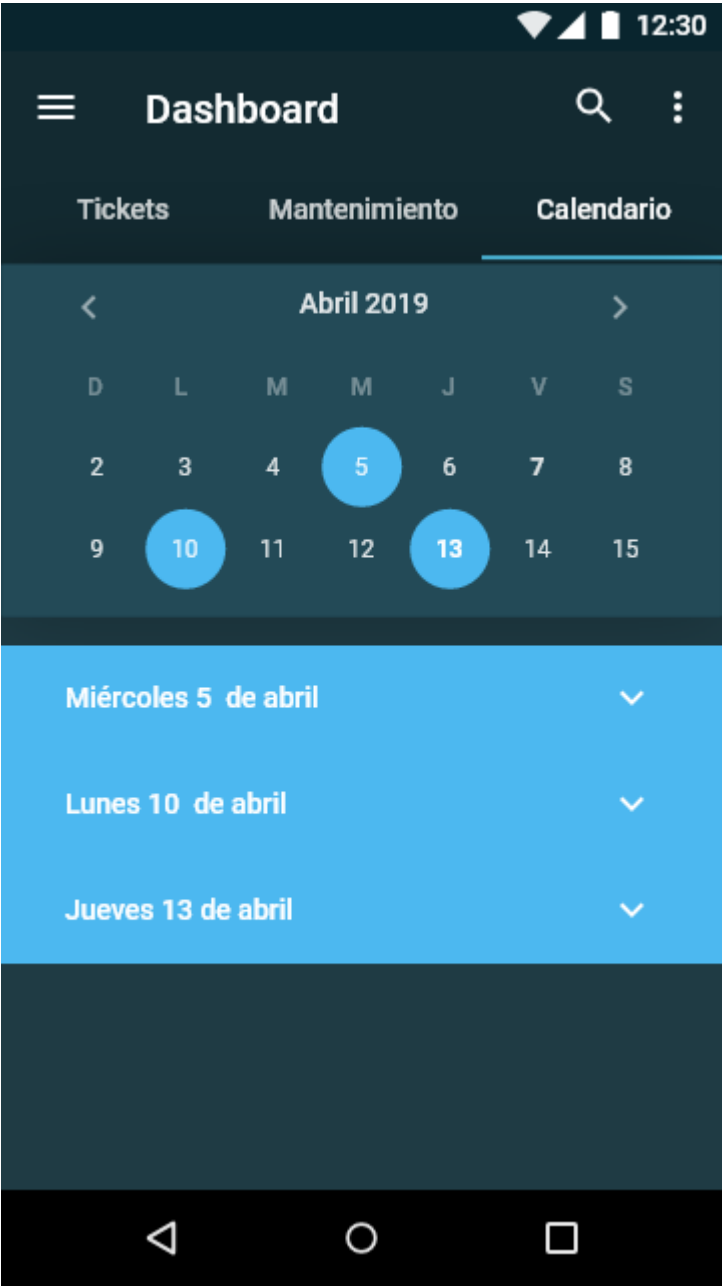 12:30
Dashboard
Tickets Mantenimiento Calendario
Abril 2019
D L M M J V S
2 3 4 5 6 7 8
9 10 11 12 13 14 15
Miércoles 5 de abril
Lunes 10 de abril
Jueves 13 de abril